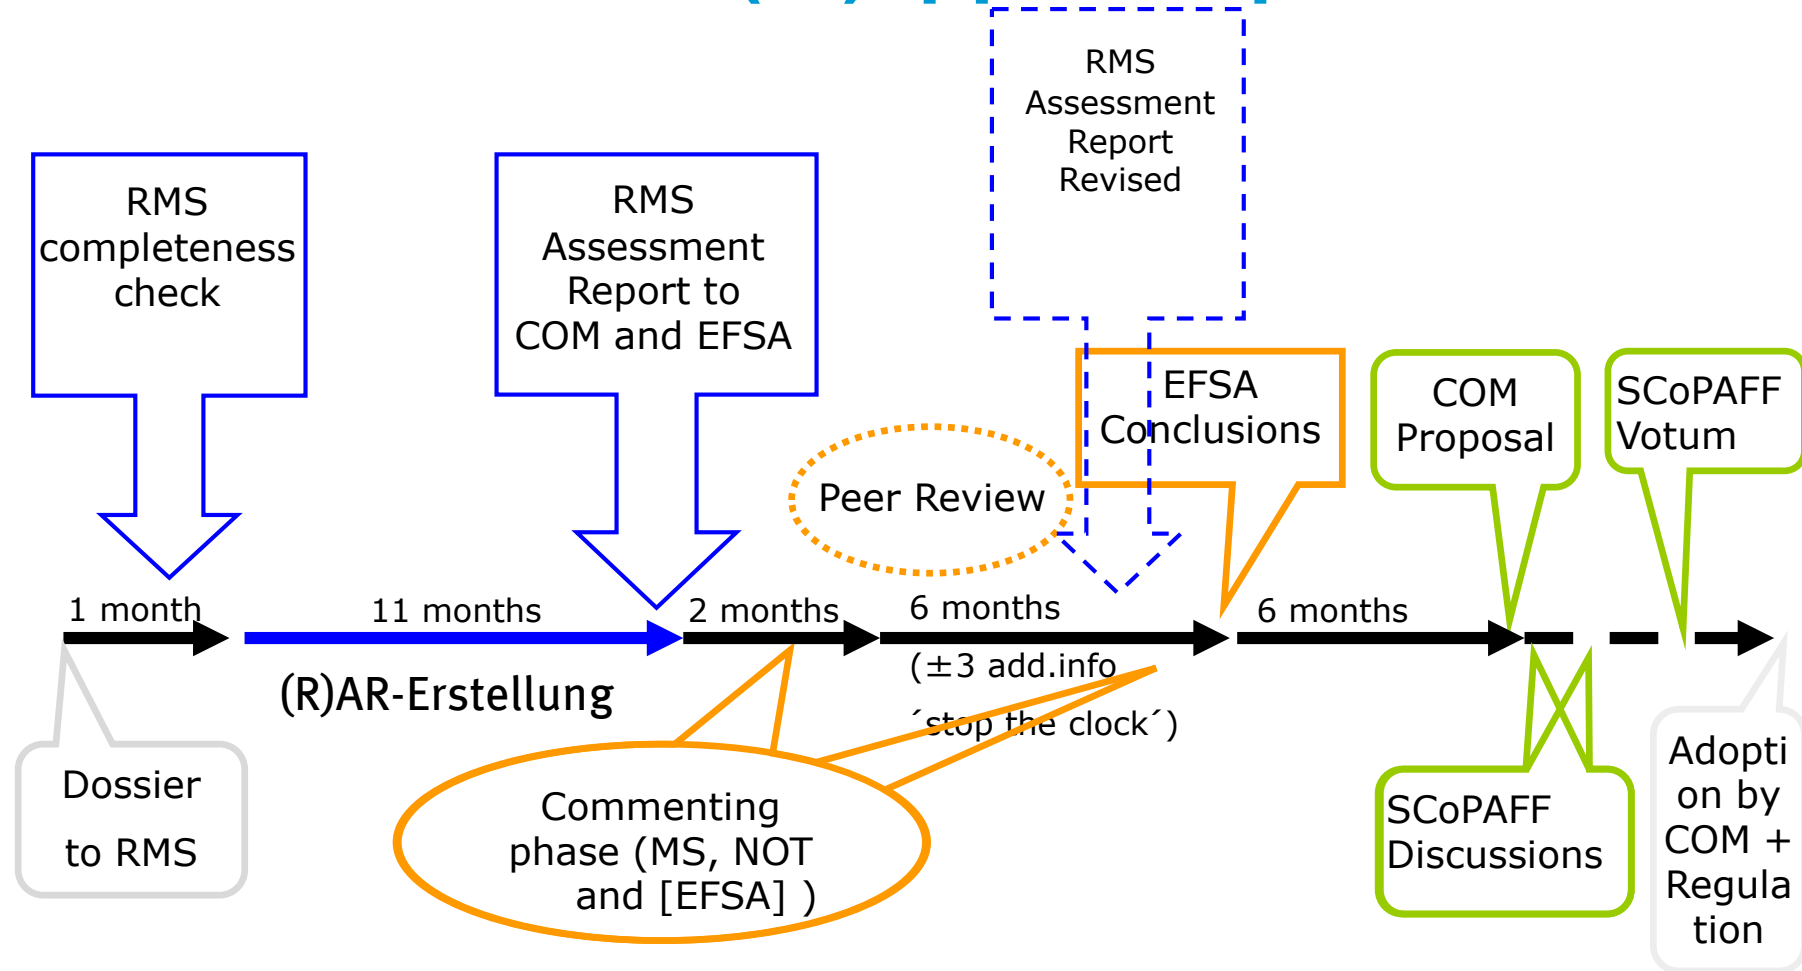 RMS
Assessment
Report
Revised
RMS
completeness
check
RMS
Assessment
Report to
COM and EFSA
EFSA
Conclusions
COM
Proposal
SCoPAFF
Votum
Peer Review
1 month
11 months
2 months
6 months
6 months
(R)AR-Erstellung
(±3 add.info
´stop the clock´)
Dossier
to RMS
Commenting
phase (MS, NOT
and [EFSA] )
SCoPAFF
Discussions
Adopti
on by
COM +
Regula
tion